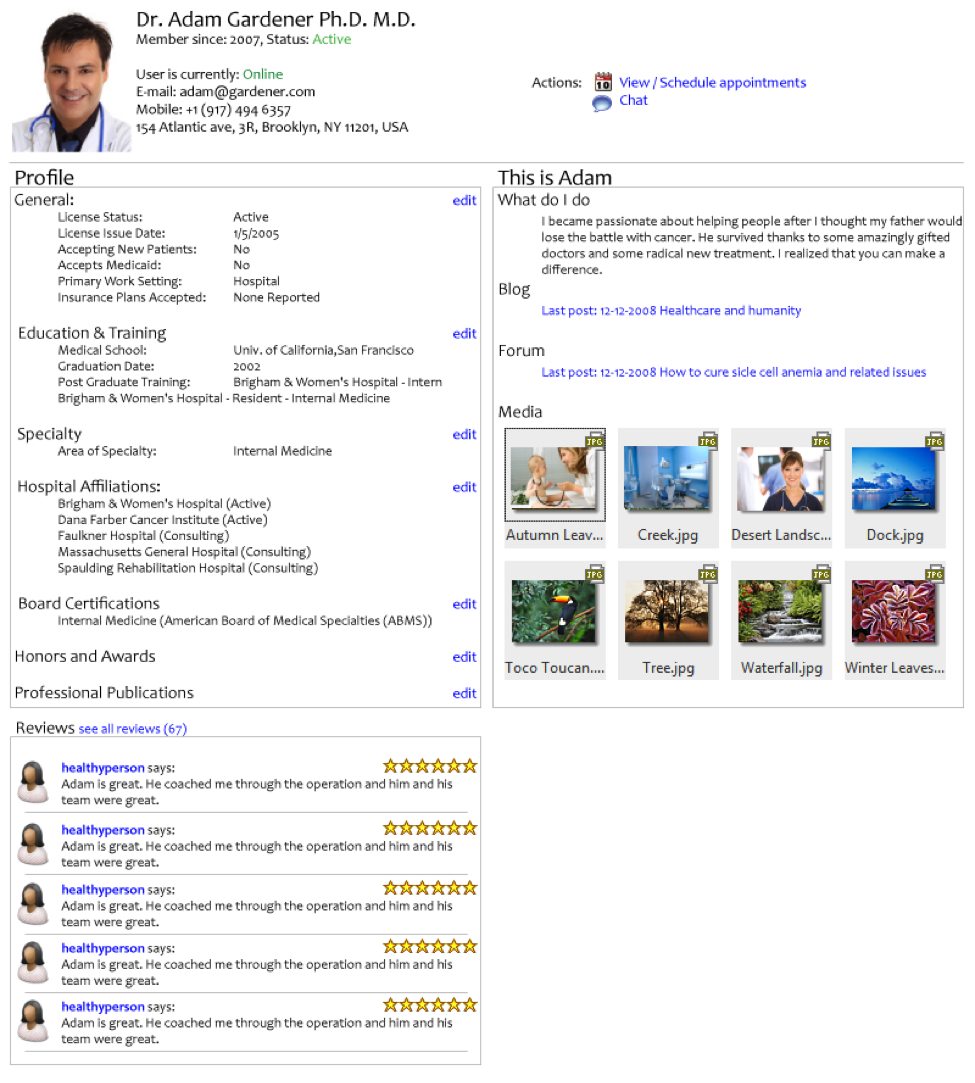 Dr. Adam Gardener Ph.D. M.D.
Member since: 2007, Status: Active
User is currently: Online
E-mail: adam@gardener.com
Mobile: +1 (917) 494 6357
154 Atlantic ave, 3R, Brooklyn, NY 11201, USA
Actions:
10
View / Schedule appointments
Chat
Profile
General: edit
License Status: Active
License Issue Date: 1/5/2005
Accepting New Patients: No
Accepts Medicaid: No
Primary Work Setting: Hospital
Insurance Plans Accepted: None Reported
Education & Training edit
Medical School: Univ. of California,San Francisco
Graduation Date: 2002
Post Graduate Training: Brigham & Women's Hospital - Intern
Brigham & Women's Hospital - Resident - Internal Medicine
Specialty edit
Area of Specialty: Internal Medicine
Hospital Affiliations: edit
Brigham & Women's Hospital (Active)
Dana Farber Cancer Institute (Active)
Faulkner Hospital (Consulting)
Massachusetts General Hospital (Consulting)
Spaulding Rehabilitation Hospital (Consulting)
Board Certifications edit
Internal Medicine (American Board of Medical Specialties (ABMS))
Honors and Awards edit
Professional Publications edit
This is Adam
What do I do
I became passionate about helping people after I thought my father would
lose the battle with cancer. He survived thanks to some amazingly gifted
doctors and some radical new treatment. I realized that you can make a
difference.
Blog
Last post: 12-12-2008 Healthcare and humanity
Forum
Last post: 12-12-2008 How to cure sicle cell anemia and related issues
Media
JPG JPG JPG JPG
Autumn Leav... Creek.jpg Desert Landsc... Dock.jpg
JPG JPG JPG JPG
Toco Toucan.... Tree.jpg Waterfall.jpg Winter Leaves...
Reviews see all reviews (67)
healthyperson says:
Adam is great. He coached me through the operation and him and his
team were great.
healthyperson says:
Adam is great. He coached me through the operation and him and his
team were great.
healthyperson says:
Adam is great. He coached me through the operation and him and his
team were great.
healthyperson says:
Adam is great. He coached me through the operation and him and his
team were great.
healthyperson says:
Adam is great. He coached me through the operation and him and his
team were great.